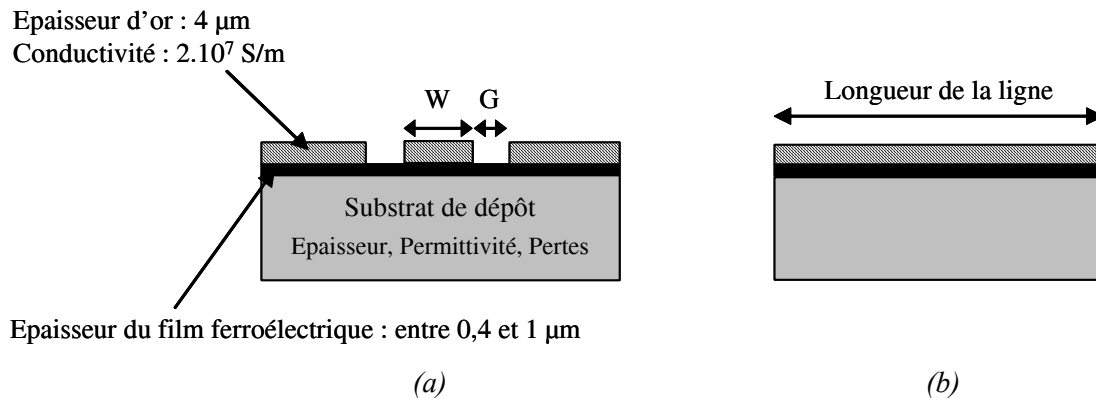 Epaisseur d’or : 4 µm
Conductivité : 2.10⁷ S/m
W G
Longueur de la ligne
Substrat de dépôt
Epaisseur, Permittivité, Pertes
Epaisseur du film ferroélectrique : entre 0,4 et 1 µm
(a) (b)